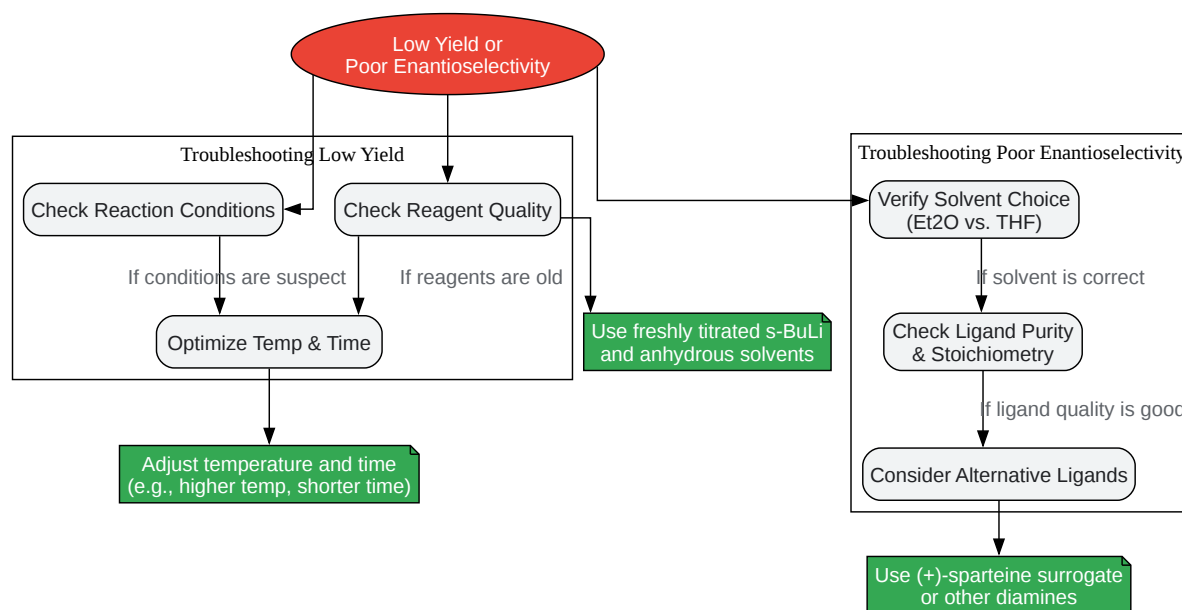 Low Yield or
Poor Enantioselectivity
Troubleshooting Low Yield
Check Reaction Conditions
Check Reagent Quality
If conditions are suspect
If reagents are old
Optimize Temp & Time
Use freshly titrated s-BuLi
and anhydrous solvents
Adjust temperature and time
(e.g., higher temp, shorter time)
Troubleshooting Poor Enantioselectivity
Verify Solvent Choice
(Et2O vs. THF)
If solvent is correct
Check Ligand Purity
& Stoichiometry
If ligand quality is good
Consider Alternative Ligands
Use (+)-sparteine surrogate
or other diamines